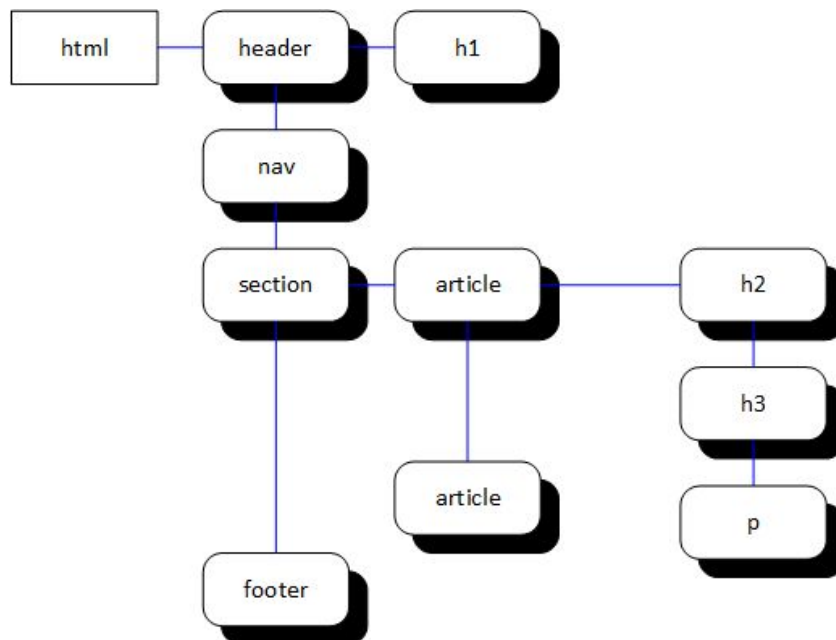 html
header
h1
nav
section
article
h2
h3
article
p
footer